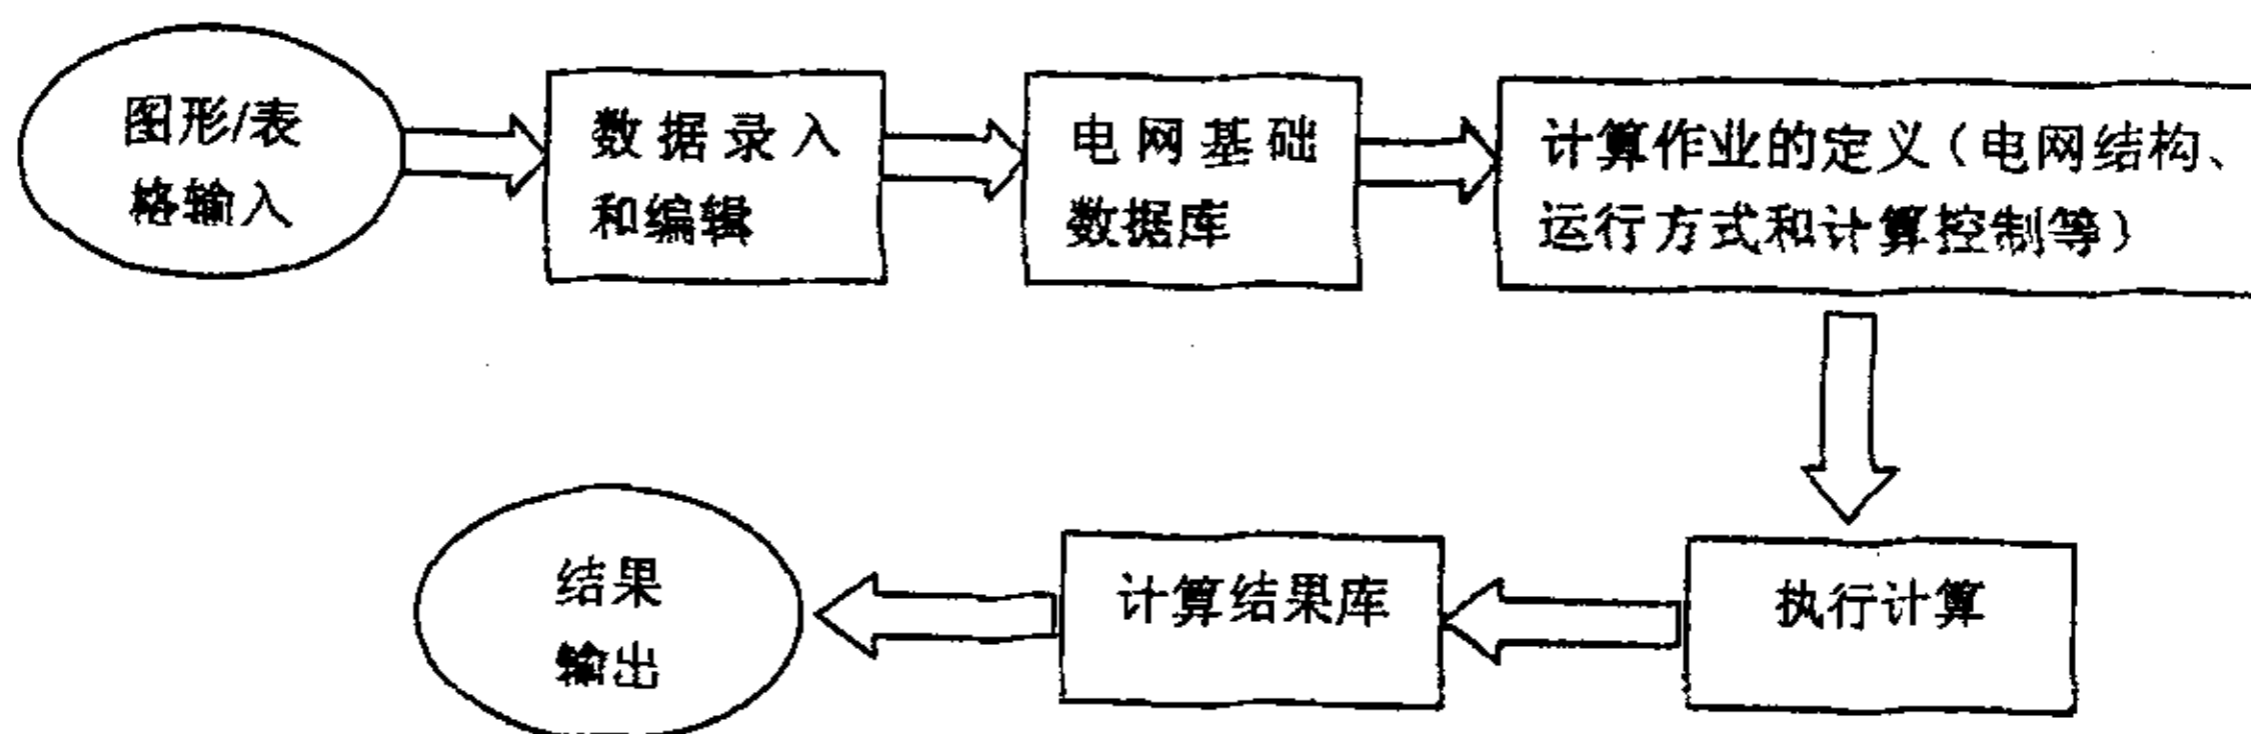 图形/表
格输入
数据录入
和编辑
电网基础
数据库
计算作业的定义（电网结构、
运行方式和计算控制等）
执行计算
计算结果库
结果
输出